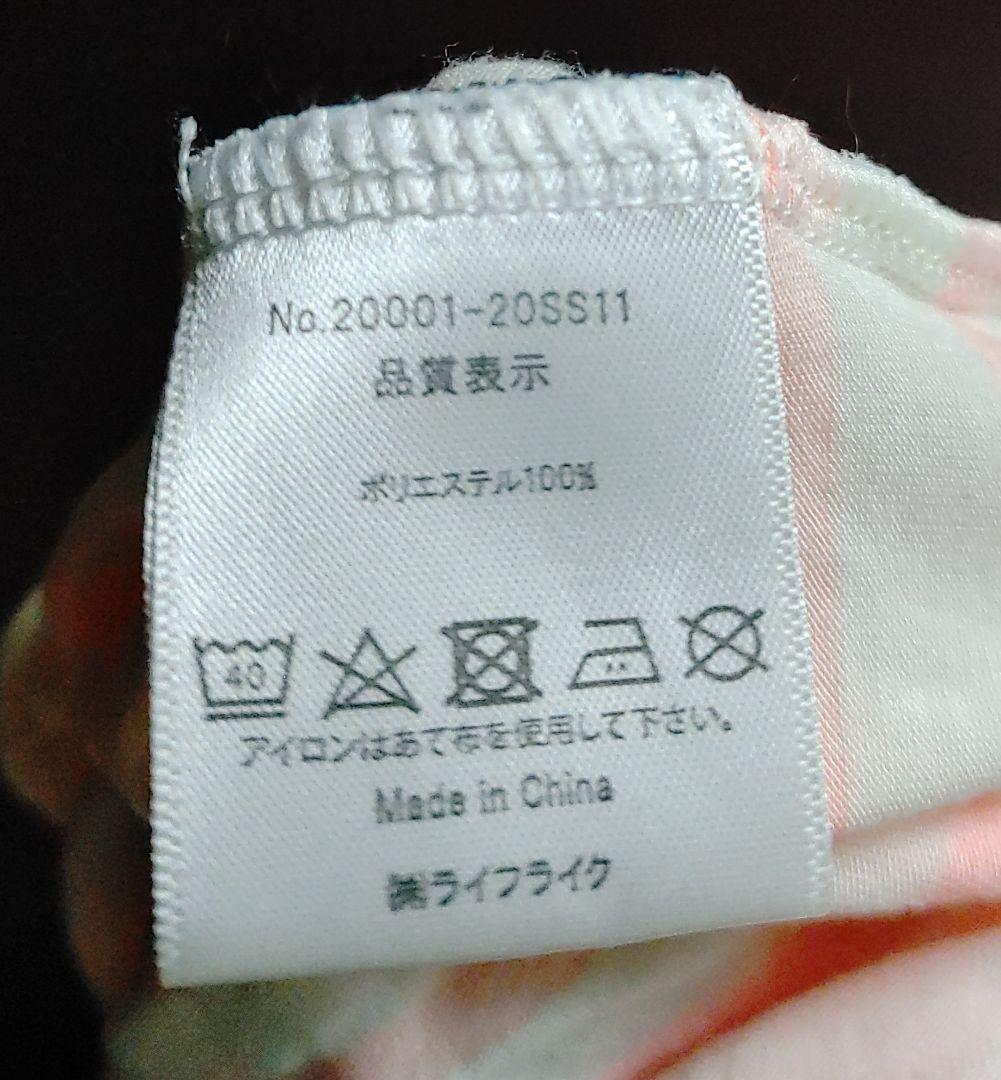 No.20001-20SS11
品質表示
ポリエステル100%
40
アイロンはあて布を使用して下さい。
Made in China
㈱ライフライク